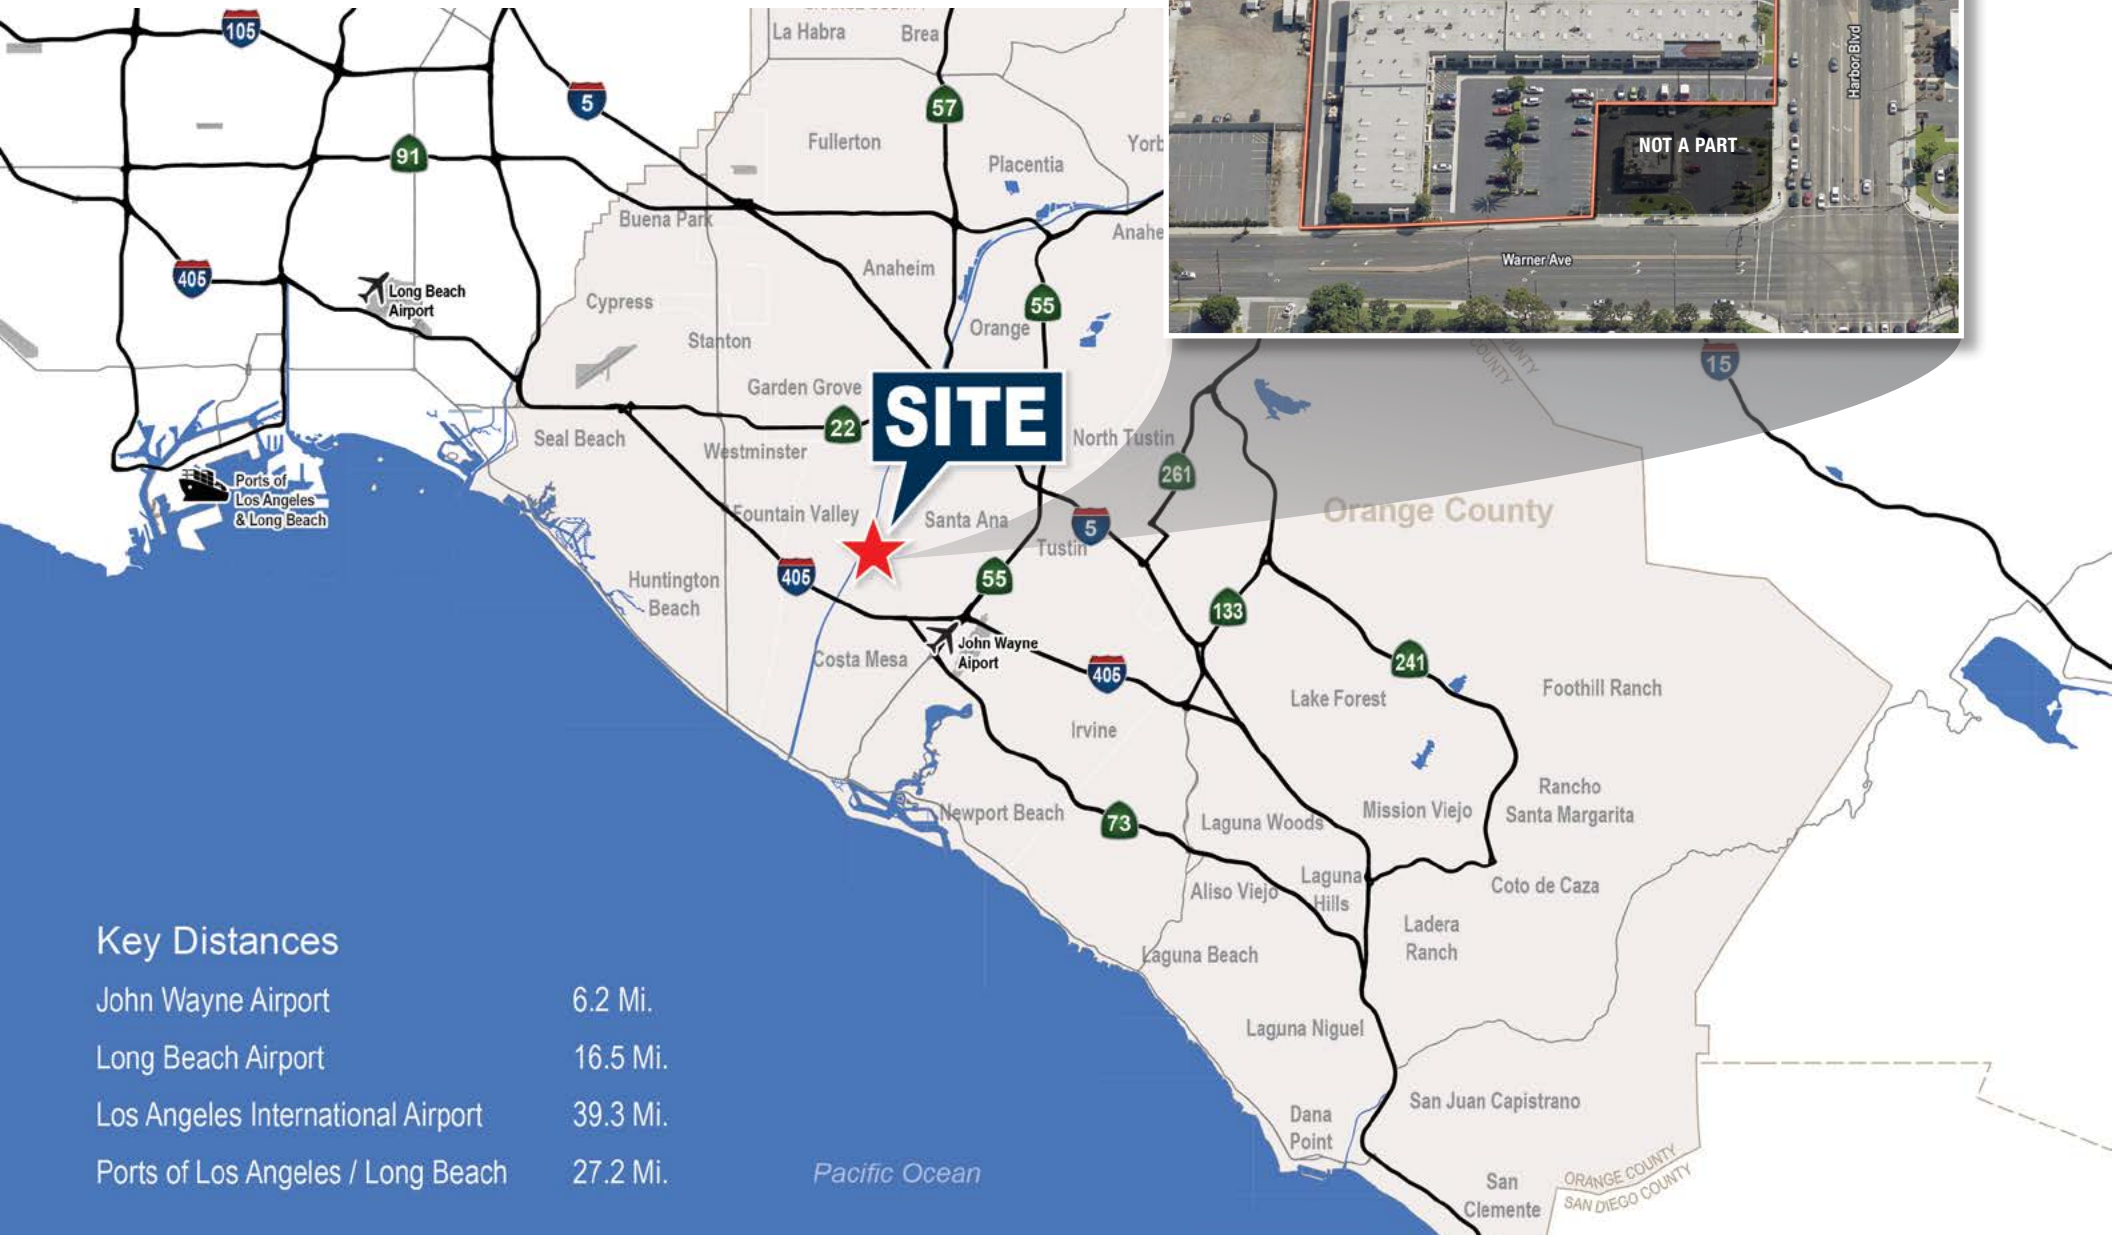 La Habra
Brea
105
5
57
Harbor Blvd
91
Fullerton
NOT A PART
Placentia
Buena Park
Warner Ave
405
Anaheim
Long Beach
Airport
Cypress
55
Orange
Stanton
15
Garden Grove
SITE
22
Seal Beach
Westminster
North Tustin
261
Ports of
Los Angeles
& Long Beach
Fountain Valley
Santa Ana
5
Orange County
Tustin
405
55
Huntington
Beach
133
John Wayne
Aiport
Costa Mesa
405
241
Lake Forest
Foothill Ranch
Irvine
Rancho
Santa Margarita
Newport Beach
73
Laguna Woods
Mission Viejo
Aliso Viejo
Laguna
Hills
Coto de Caza
Ladera
Ranch
Laguna Beach
Laguna Niguel
San Juan Capistrano
Dana
Point
San
Clemente
ORANGE COUNTY
SAN DIEGO COUNTY
Pacific Ocean
Key Distances
John Wayne Airport 6.2 Mi.
Long Beach Airport 16.5 Mi.
Los Angeles International Airport 39.3 Mi.
Ports of Los Angeles / Long Beach 27.2 Mi.